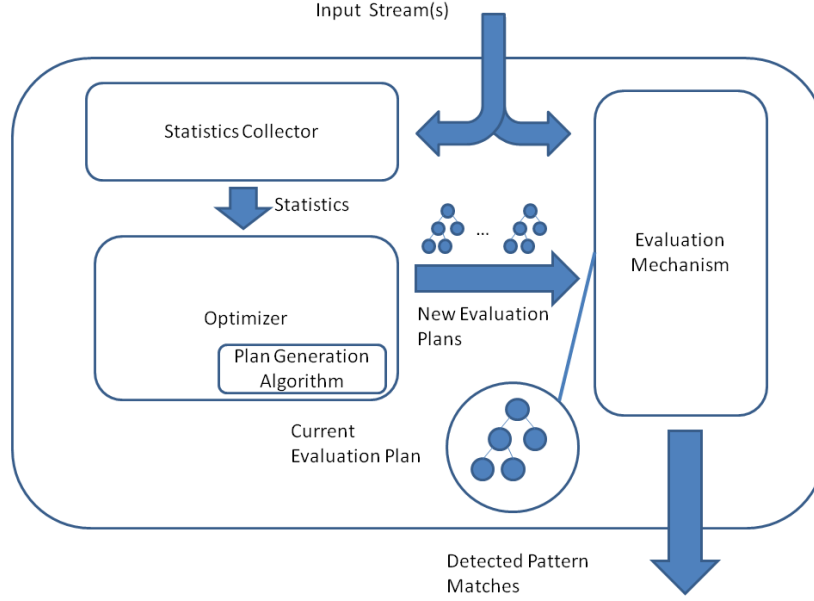 Input Stream(s)
Statistics Collector
Statistics
...
Evaluation
Mechanism
Optimizer
New Evaluation
Plans
Plan Generation
Algorithm
Current
Evaluation Plan
Detected Pattern
Matches